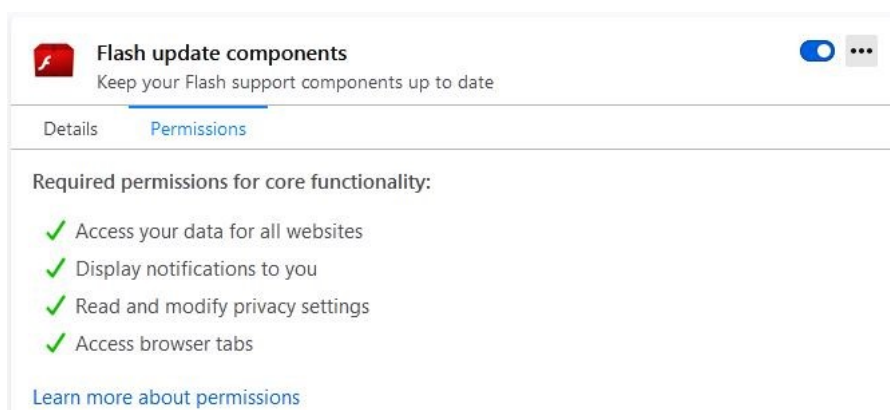 Flash update components
Keep your Flash support components up to date
Details Permissions
Required permissions for core functionality:
Access your data for all websites
Display notifications to you
Read and modify privacy settings
Access browser tabs
Learn more about permissions